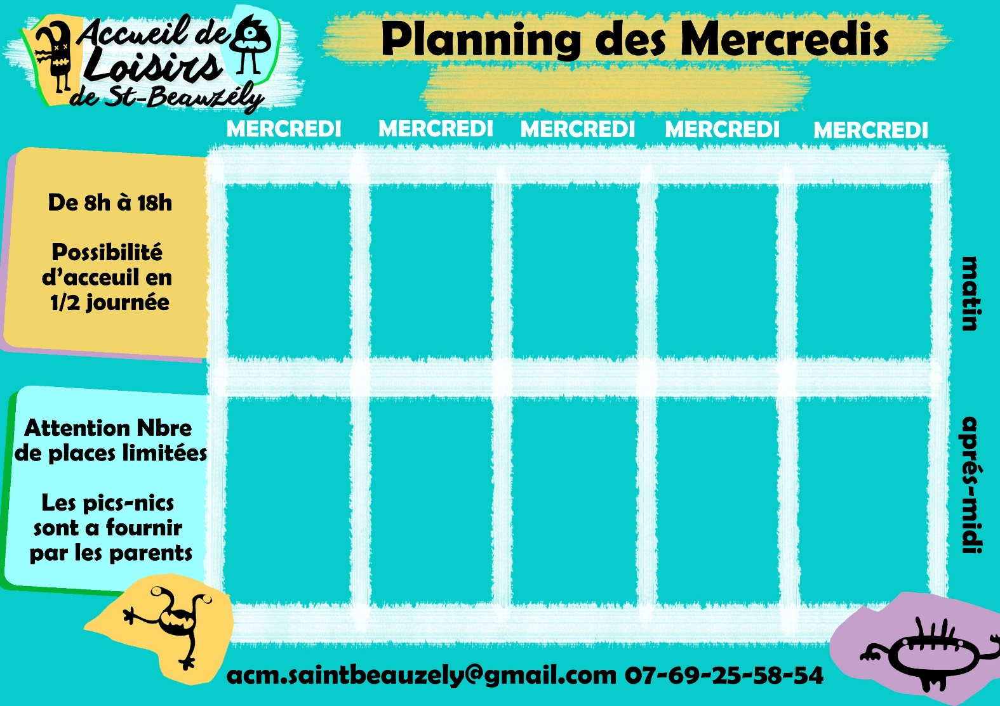 Accueil de
Loisirs
de St-Beauzély
Planning des Mercredis
MERCREDI MERCREDI MERCREDI MERCREDI MERCREDI
De 8h à 18h
Possibilité
d’acceuil en
1/2 journée
matin
Attention Nbre
de places limitées
Les pics-nics
sont a fournir
par les parents
aprés-midi
acm.saintbeauzely@gmail.com 07-69-25-58-54